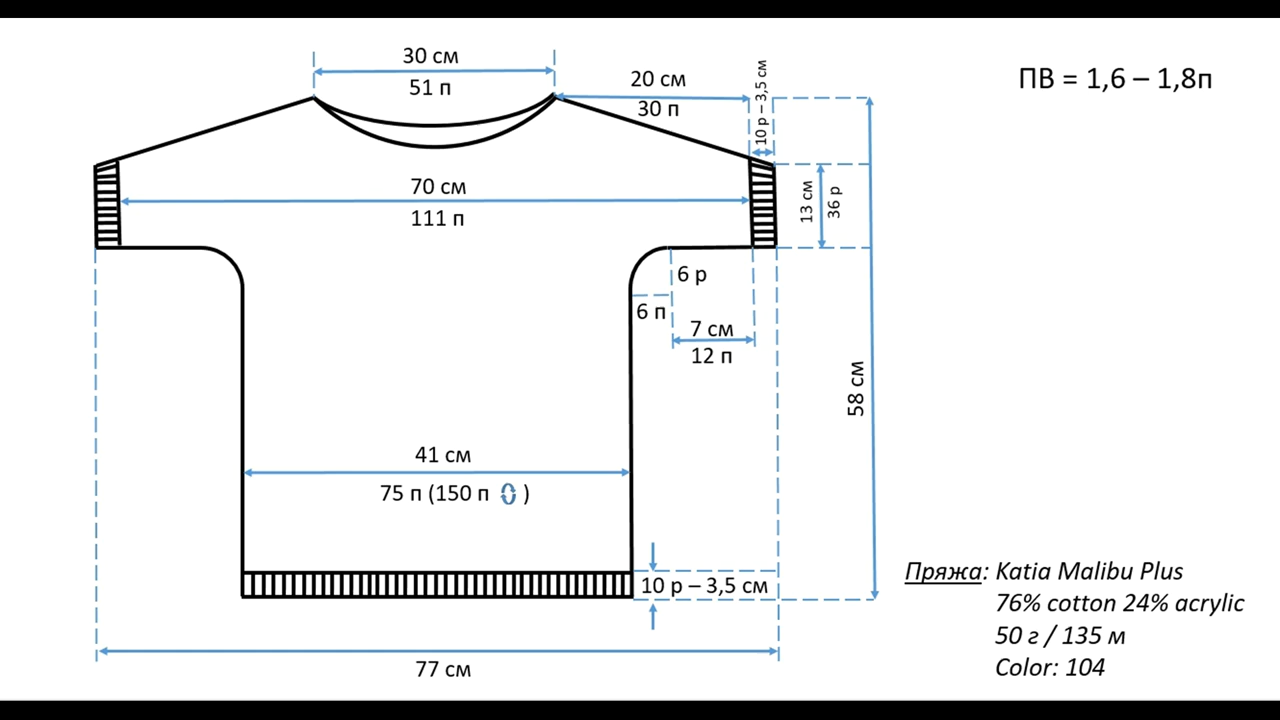 30 см
51 п
20 см
30 п
10 р – 3,5 см
ПВ = 1,6 – 1,8п
70 см
111 п
13 см
36 р
6 р
6 п
7 см
12 п
58 см
41 см
75 п (150 п )
10 р – 3,5 см
77 см
Пряжа: Katia Malibu Plus
76% cotton 24% acrylic
50 г / 135 м
Color: 104